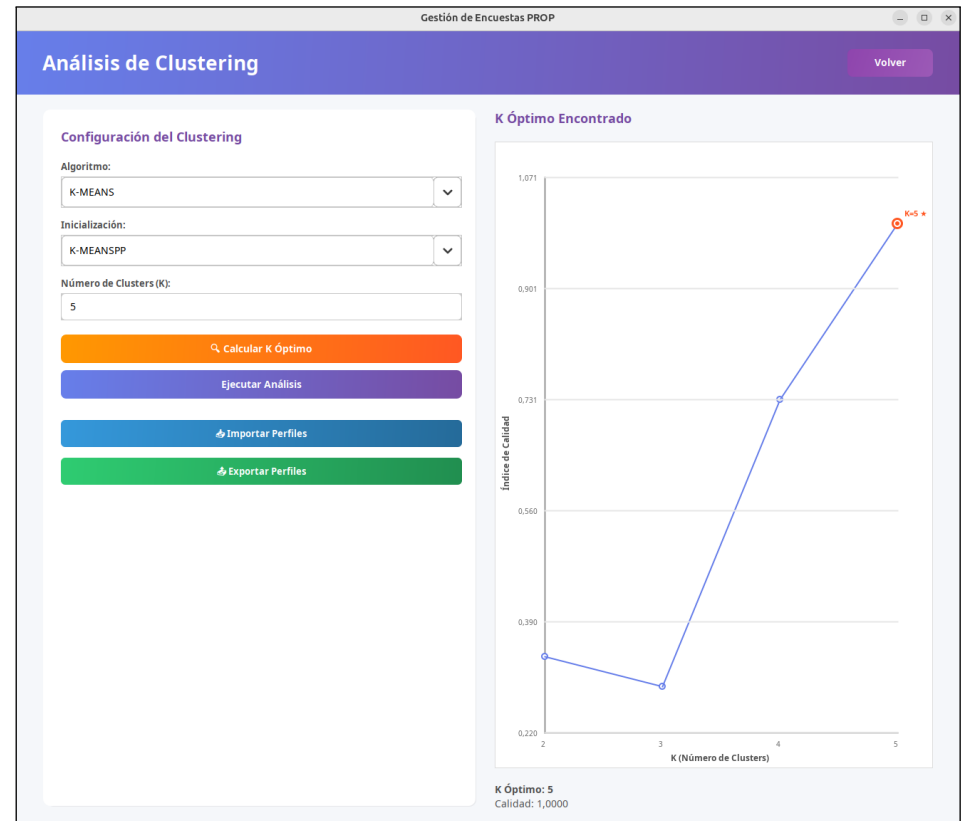 Gestión de Encuestas PROP
Análisis de Clustering
Volver
Configuración del Clustering
Algoritmo:
K-MEANS
Inicialización:
K-MEANSPP
Número de Clusters (K):
5
🔍 Calcular K Óptimo
Ejecutar Análisis
📥 Importar Perfiles
📤 Exportar Perfiles
K Óptimo Encontrado
1,071
K=5 ★
0,901
0,731
Índice de Calidad
0,560
0,390
0,220
2 3 4 5
K (Número de Clusters)
K Óptimo: 5
Calidad: 1,0000